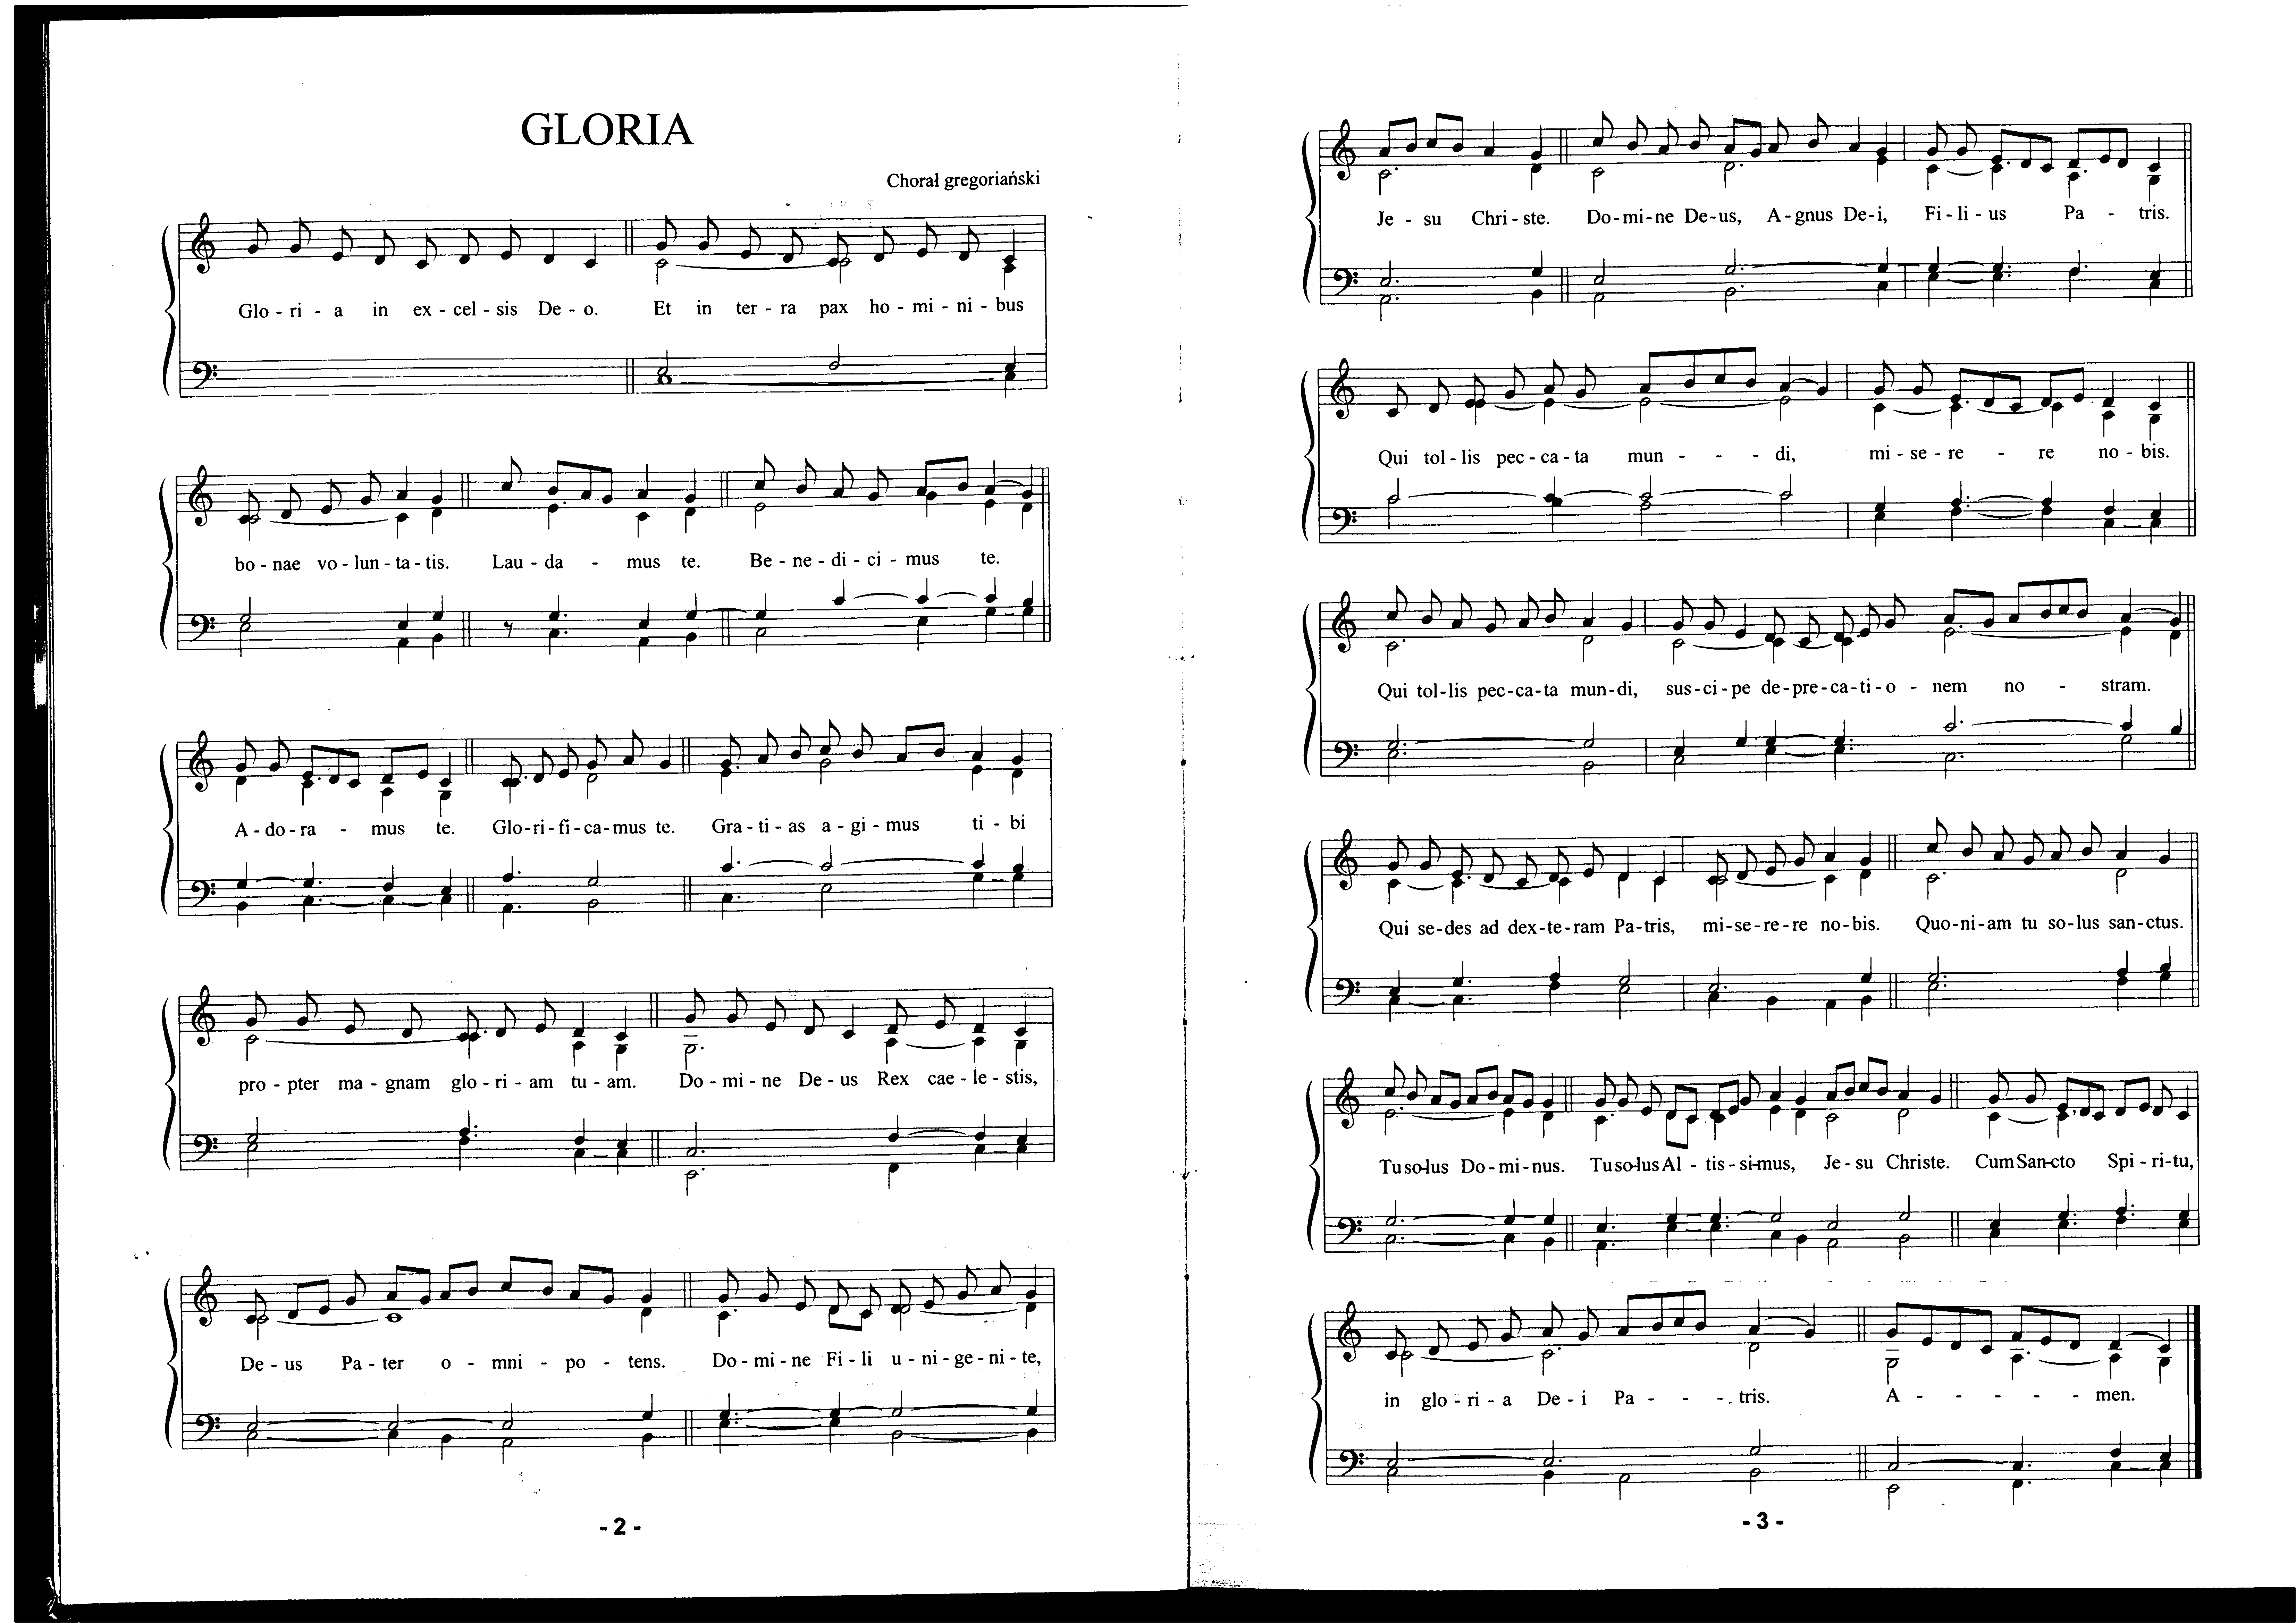 GLORIA
Chorał gregoriański
Glo - ri - a in ex - cel - sis De - o. Et in ter - ra pax ho - mi - ni - bus
bo - nae vo - lun - ta - tis. Lau - da - mus te. Be - ne - di - ci - mus te.
A - do - ra - mus te. Glo - ri - fi - ca - mus te. Gra - ti - as a - gi - mus ti - bi
pro - pter ma - gnam glo - ri - am tu - am. Do - mi - ne De - us Rex cae - le - stis,
De - us Pa - ter o - mni - po - tens. Do - mi - ne Fi - li u - ni - ge - ni - te,
- 2 -
Je - su Chri - ste. Do - mi - ne De - us, A - gnus De - i, Fi - li - us Pa - tris.
Qui tol - lis pec - ca - ta mun - - - di, mi - se - re - re no - bis.
Qui tol - lis pec - ca - ta mun - di, sus - ci - pe de - pre - ca - ti - o - nem no - stram.
Qui se - des ad dex - te - ram Pa - tris, mi - se - re - re no - bis. Quo - ni - am tu so - lus san - ctus.
Tu so - lus Do - mi - nus. Tu so - lus Al - tis - si - mus, Je - su Christe. Cum San - cto Spi - ri - tu,
in glo - ri - a De - i Pa - - - tris. A - - - - men.
- 3 -